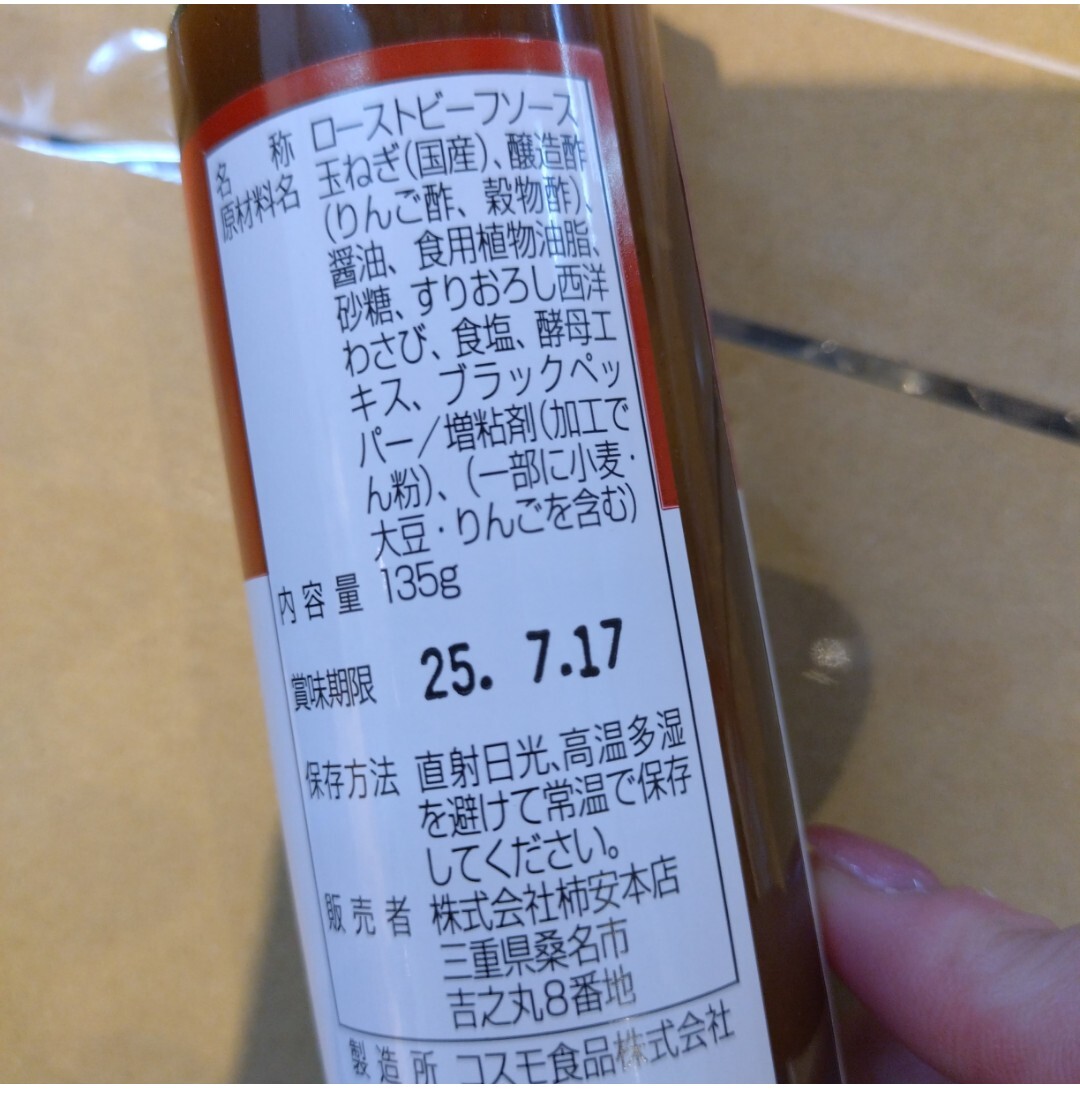 名称 ローストビーフソース
原材料名 玉ねぎ(国産)、醸造酢
(りんご酢、穀物酢)、
醤油、食用植物油脂、
砂糖、すりおろし西洋
わさび、食塩、酵母エ
キス、ブラックペッ
パー/増粘剤(加工で
ん粉)、(一部に小麦・
大豆・りんごを含む)
内容量 135g
賞味期限 25. 7.17
保存方法 直射日光、高温多湿
を避けて常温で保存
してください。
販売者 株式会社柿安本店
三重県桑名市
吉之丸8番地
製造所 コスモ食品株式会社